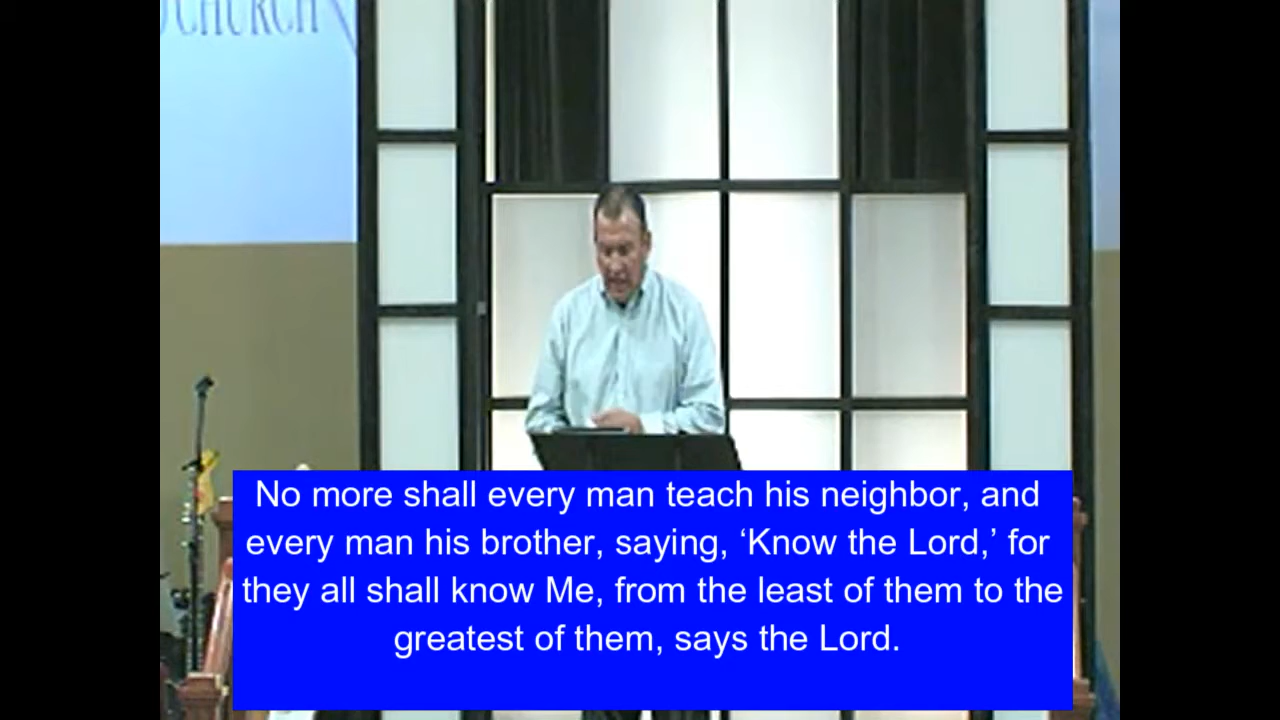 CHURCH
No more shall every man teach his neighbor, and
every man his brother, saying, ‘Know the Lord,’ for
they all shall know Me, from the least of them to the
greatest of them, says the Lord.